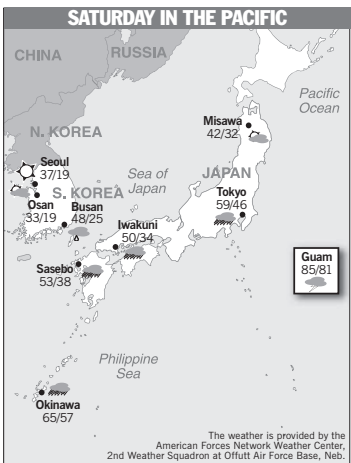 SATURDAY IN THE PACIFIC
CHINA
RUSSIA
Pacific
Ocean
Misawa
42/32
N. KOREA
Seoul
37/19
Sea of
Japan
JAPAN
S. KOREA
Tokyo
59/46
Osan
33/19
Busan
48/25
Iwakuni
50/34
Guam
85/81
Sasebo
53/38
Philippine
Sea
Okinawa
65/57
The weather is provided by the
American Forces Network Weather Center,
2nd Weather Squadron at Offutt Air Force Base, Neb.